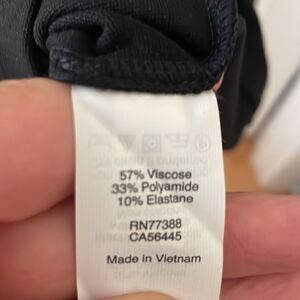 57% Viscose
33% Polyamide
10% Elastane
RN77388
CA56445
Made in Vietnam